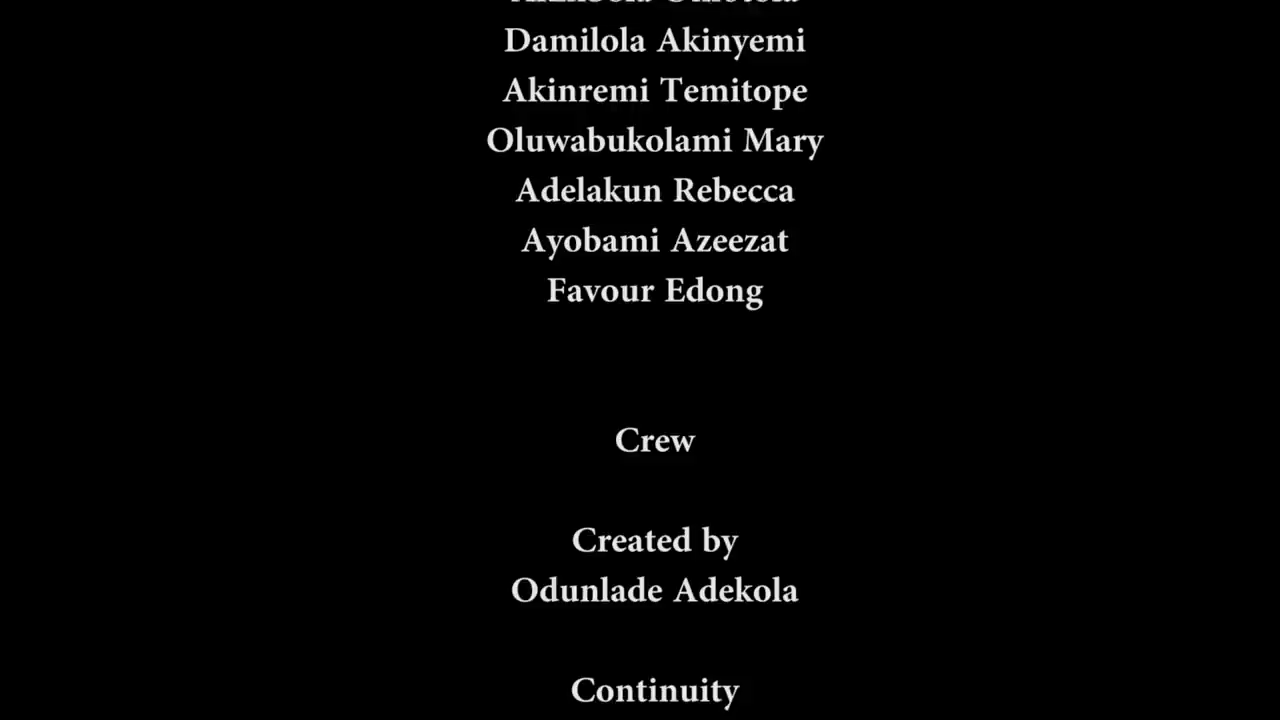 Damilola Akinyemi
Akinremi Temitope
Oluwabukolami Mary
Adelakun Rebecca
Ayobami Azeezat
Favour Edong
Crew
Created by
Odunlade Adekola
Continuity